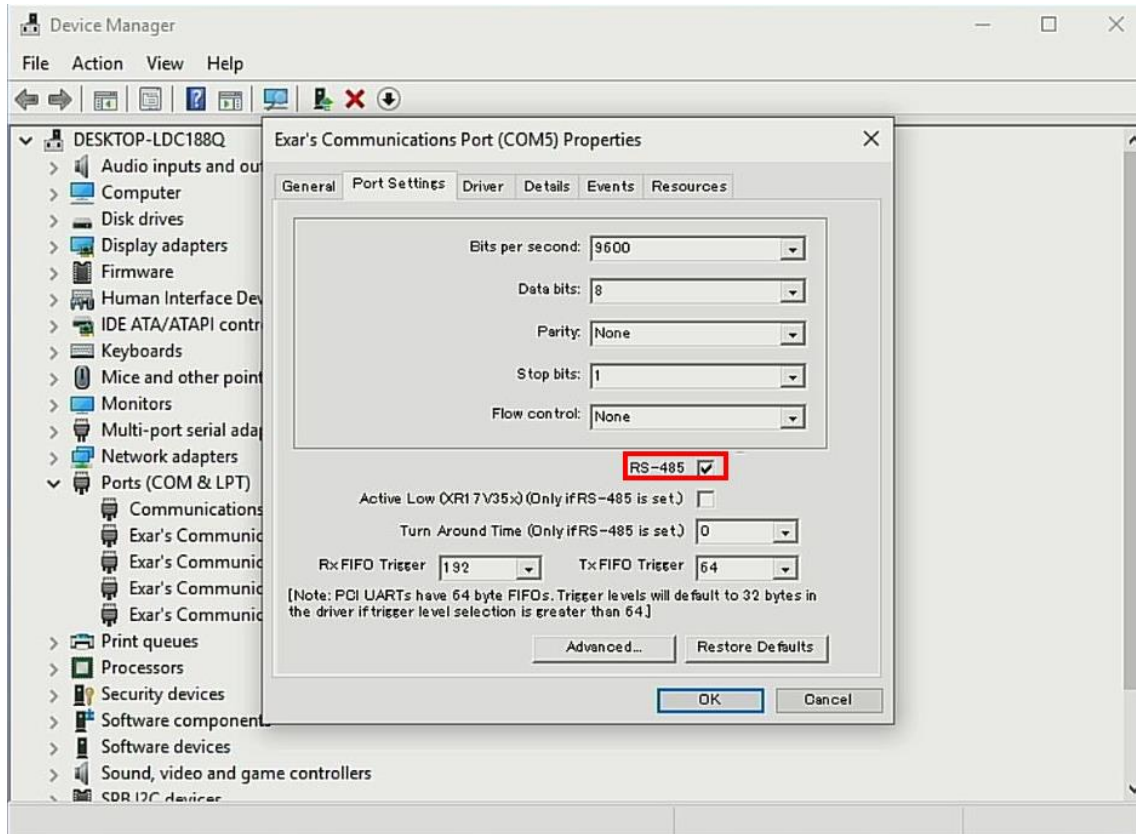 Device Manager
File Action View Help
DESKTOP-LDC188Q
Audio inputs and out
Computer
Disk drives
Display adapters
Firmware
Human Interface Dev
IDE ATA/ATAPI contr
Keyboards
Mice and other point
Monitors
Multi-port serial adap
Network adapters
Ports (COM & LPT)
Communications
Exar's Communic
Exar's Communic
Exar's Communic
Exar's Communic
Print queues
Processors
Security devices
Software component
Software devices
Sound, video and game controllers
SPB I2C devices
Exar's Communications Port (COM5) Properties
General Port Settings Driver Details Events Resources
Bits per second: 9600
Data bits: 8
Parity: None
Stop bits: 1
Flow control: None
RS-485
Active Low (XR17V35x) (Only if RS-485 is set.)
Turn Around Time (Only if RS-485 is set.) 0
Rx FIFO Trigger 192 Tx FIFO Trigger 64
[Note: PCI UARTs have 64 byte FIFOs. Trigger levels will default to 32 bytes in
the driver if trigger level selection is greater than 64.]
Advanced... Restore Defaults
OK Cancel